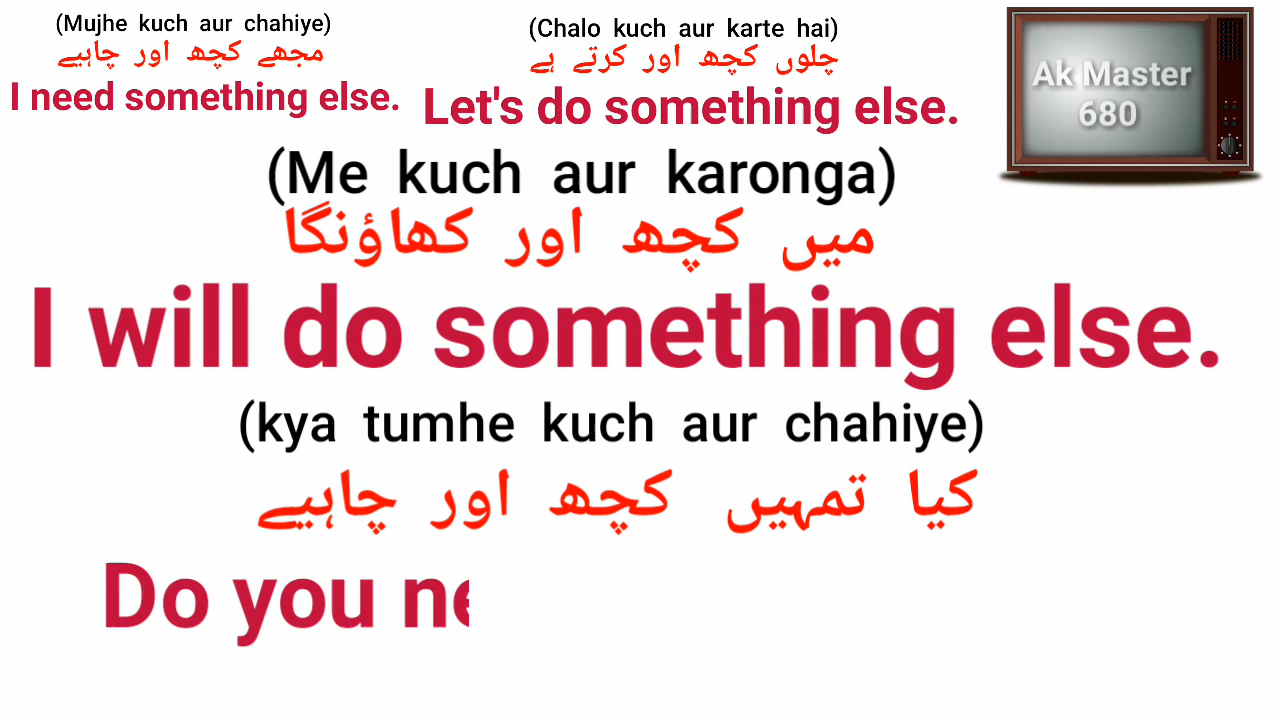 (Mujhe kuch aur chahiye)
مجھے کچھ اور چاہیے
I need something else.
(Chalo kuch aur karte hai)
چلوں کچھ اور کرتے ہے
Let's do something else.
Ak Master
680
(Me kuch aur karonga)
میں کچھ اور کھاؤنگا
I will do something else.
(kya tumhe kuch aur chahiye)
کیا تمہیں کچھ اور چاہیے
Do you ne